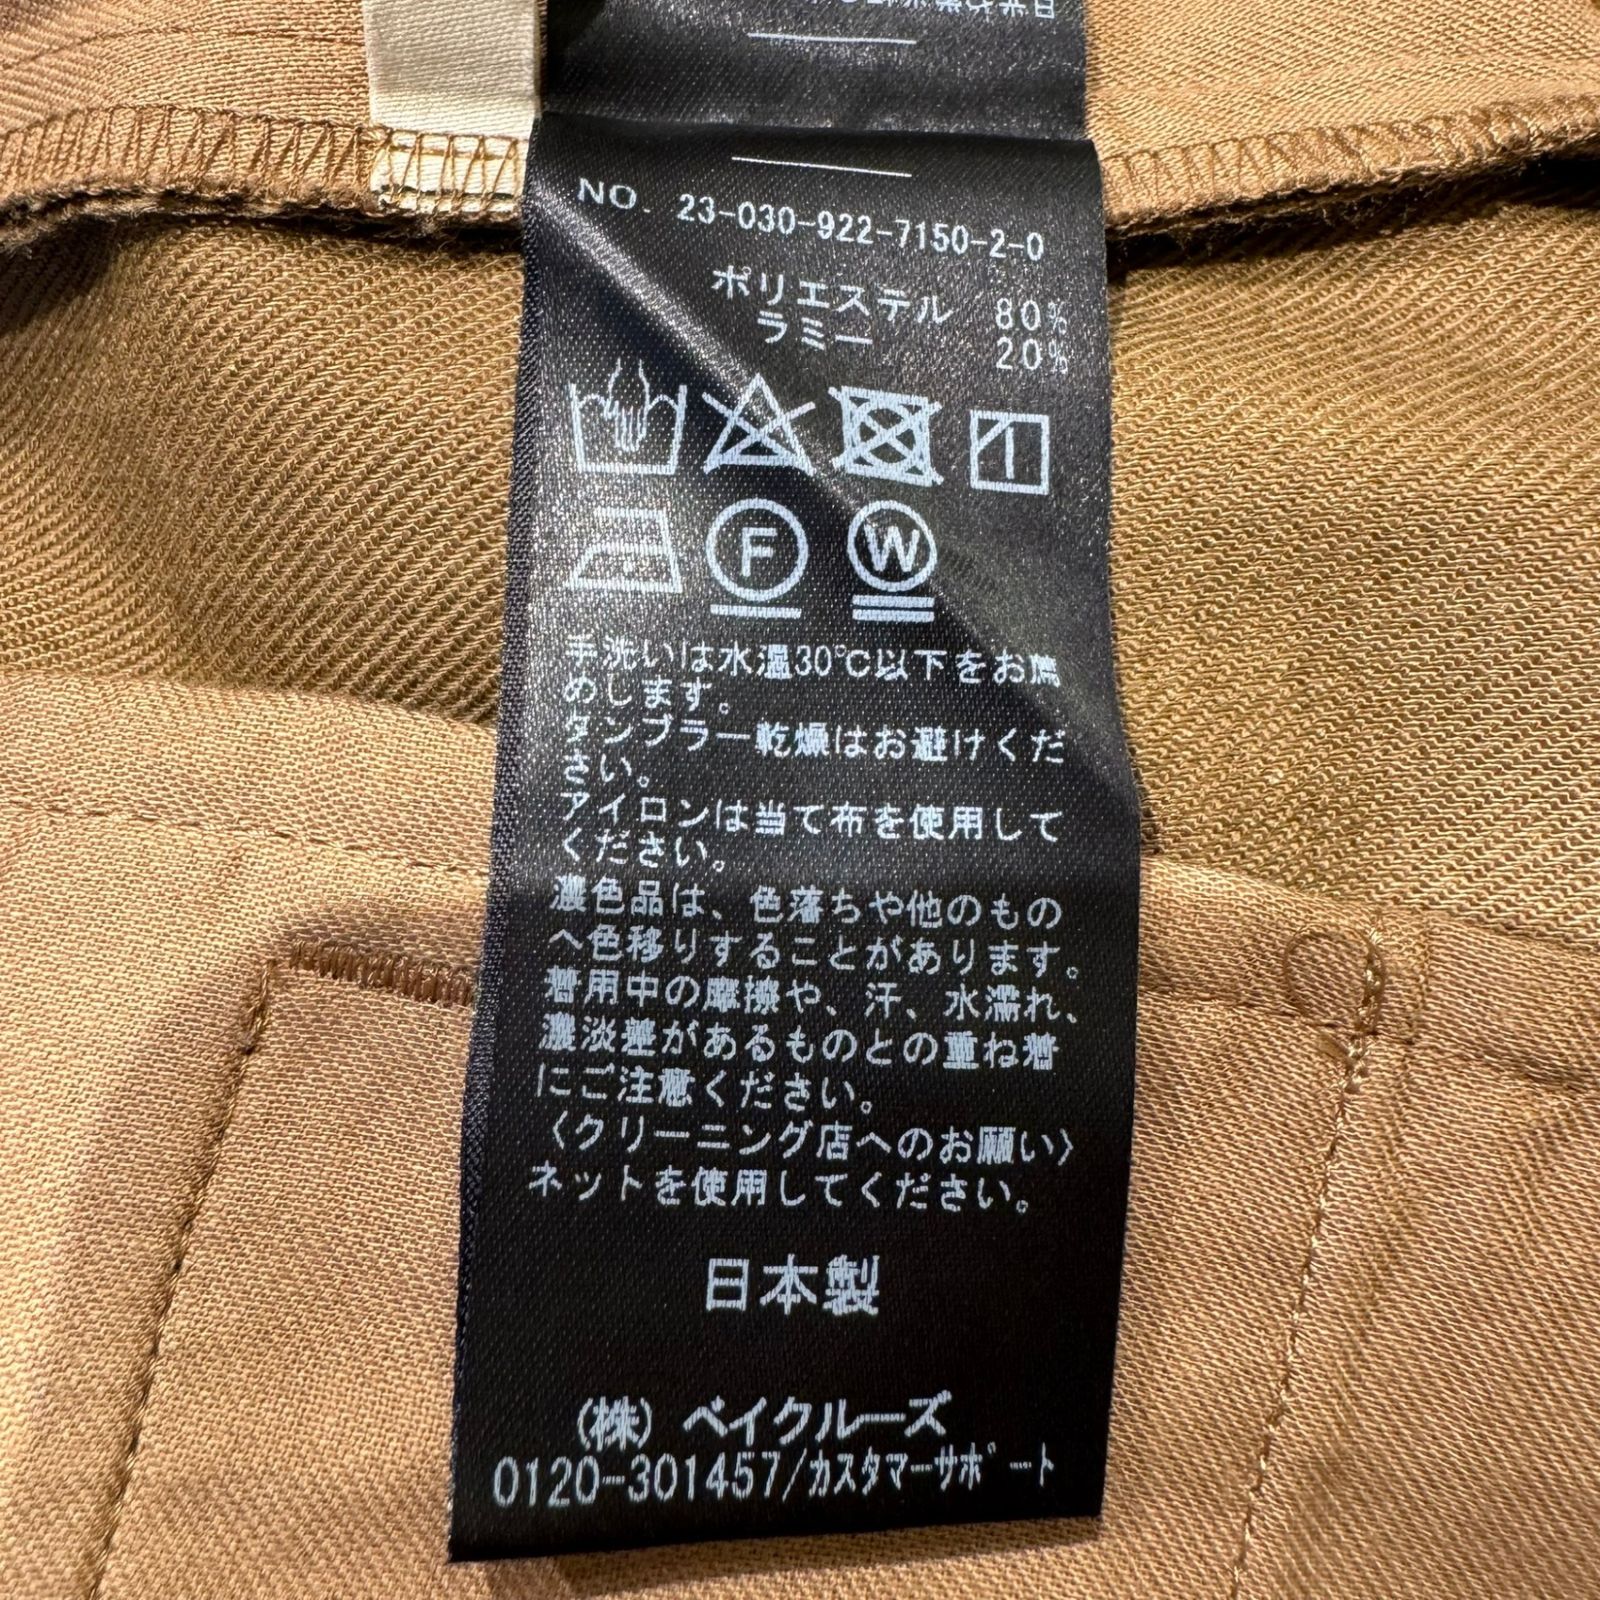 NO. 23-030-922-7150-2-0
ポリエステル 80%
ラミー 20%
F W
手洗いは水温30℃以下をお薦
めします。
タンブラー乾燥はお避けくだ
さい。
アイロンは当て布を使用して
ください。
濃色品は、色落ちや他のもの
へ色移りすることがあります。
着用中の摩擦や、汗、水濡れ、
濃淡差があるものとの重ね着
にご注意ください。
〈クリーニング店へのお願い〉
ネットを使用してください。
日本製
(株) ベイクルーズ
0120-301457/カスタマーサポート